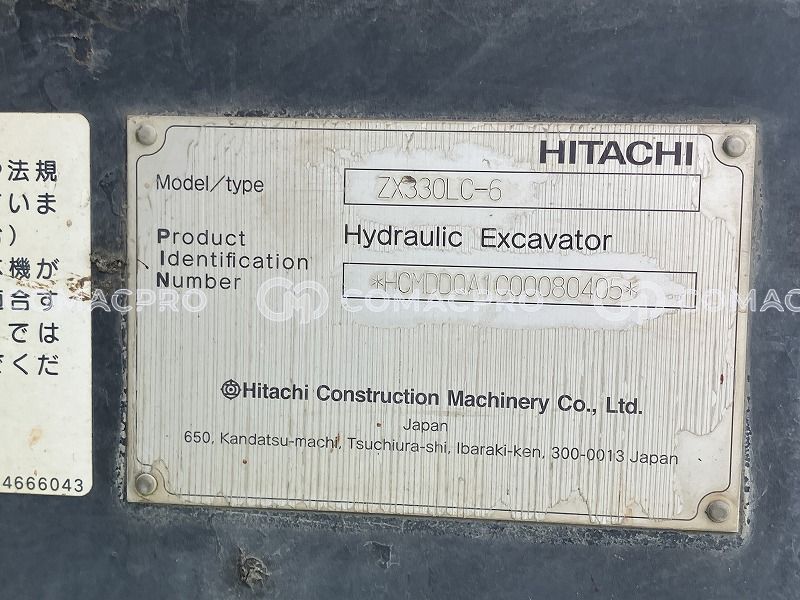 HITACHI
Model/type ZX330LC-6
Product Identification Number
Hydraulic Excavator
*HCMDD0A1C00080405*
Hitachi Construction Machinery Co., Ltd.
Japan
650, Kandatsu-machi, Tsuchiura-shi, Ibaraki-ken, 300-0013 Japan
法規
いま
機が
合す
では
くだ
4666043
COMACPRO
COMACPRO
COMACPRO